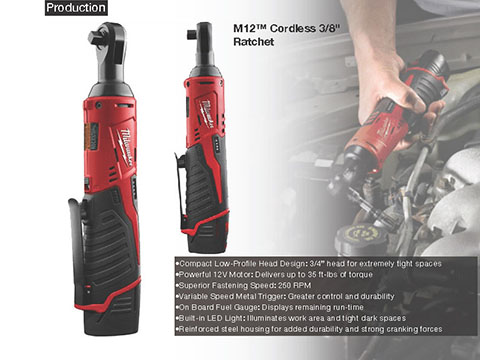 Production
M12™ Cordless 3/8"
Ratchet
Milwaukee
Milwaukee
•Compact Low-Profile Head Design: 3/4" head for extremely tight spaces
•Powerful 12V Motor: Delivers up to 35 ft-lbs of torque
•Superior Fastening Speed: 250 RPM
•Variable Speed Metal Trigger: Greater control and durability
•On Board Fuel Gauge: Displays remaining run-time
•Built-in LED Light: Illuminates work area and tight dark spaces
•Reinforced steel housing for added durability and strong cranking forces